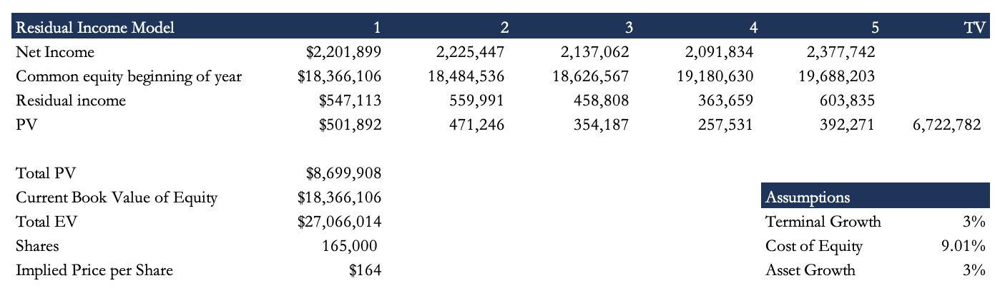 Residual Income Model 1 2 3 4 5 TV
Net Income $2,201,899 2,225,447 2,137,062 2,091,834 2,377,742
Common equity beginning of year $18,366,106 18,484,536 18,626,567 19,180,630 19,688,203
Residual income $547,113 559,991 458,808 363,659 603,835
PV $501,892 471,246 354,187 257,531 392,271 6,722,782
Total PV $8,699,908
Current Book Value of Equity $18,366,106 Assumptions
Total EV $27,066,014 Terminal Growth 3%
Shares 165,000 Cost of Equity 9.01%
Implied Price per Share $164 Asset Growth 3%